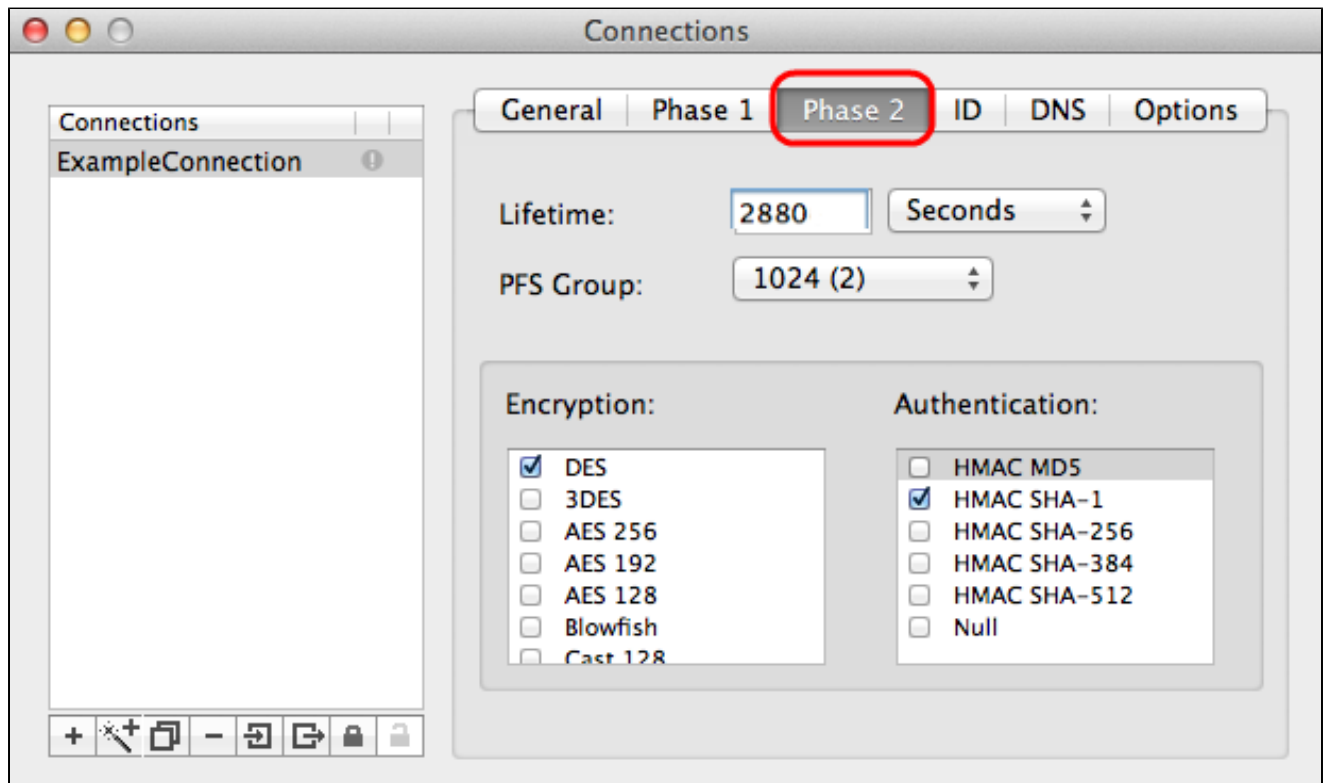 Connections
Connections
ExampleConnection
General Phase 1 Phase 2 ID DNS Options
Lifetime: 2880 Seconds
PFS Group: 1024 (2)
Encryption: Authentication:
DES HMAC MD5
3DES HMAC SHA-1
AES 256 HMAC SHA-256
AES 192 HMAC SHA-384
AES 128 HMAC SHA-512
Blowfish Null
Cast 128